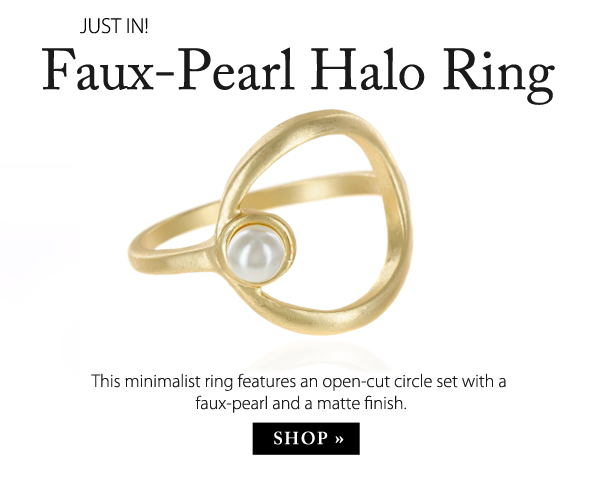 JUST IN!
Faux-Pearl Halo Ring
This minimalist ring features an open-cut circle set with a
faux-pearl and a matte finish.
SHOP »